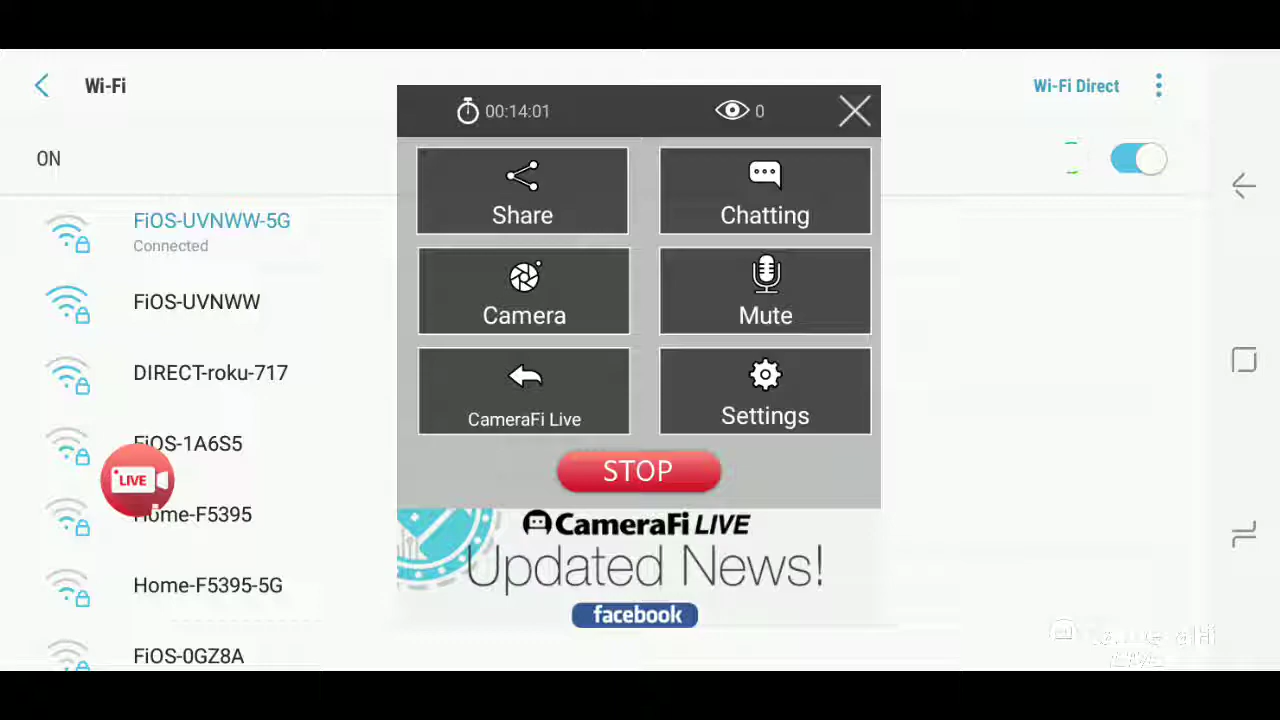 Wi-Fi
Wi-Fi Direct
ON
FiOS-UVNWW-5G
Connected
FiOS-UVNWW
DIRECT-roku-717
FiOS-1A6S5
Home-F5395
Home-F5395-5G
FiOS-0GZ8A
LIVE
00:14:01
0
Share
Chatting
Camera
Mute
CameraFi Live
Settings
STOP
CameraFi LIVE
Updated News!
facebook
CameraFi
LIVE